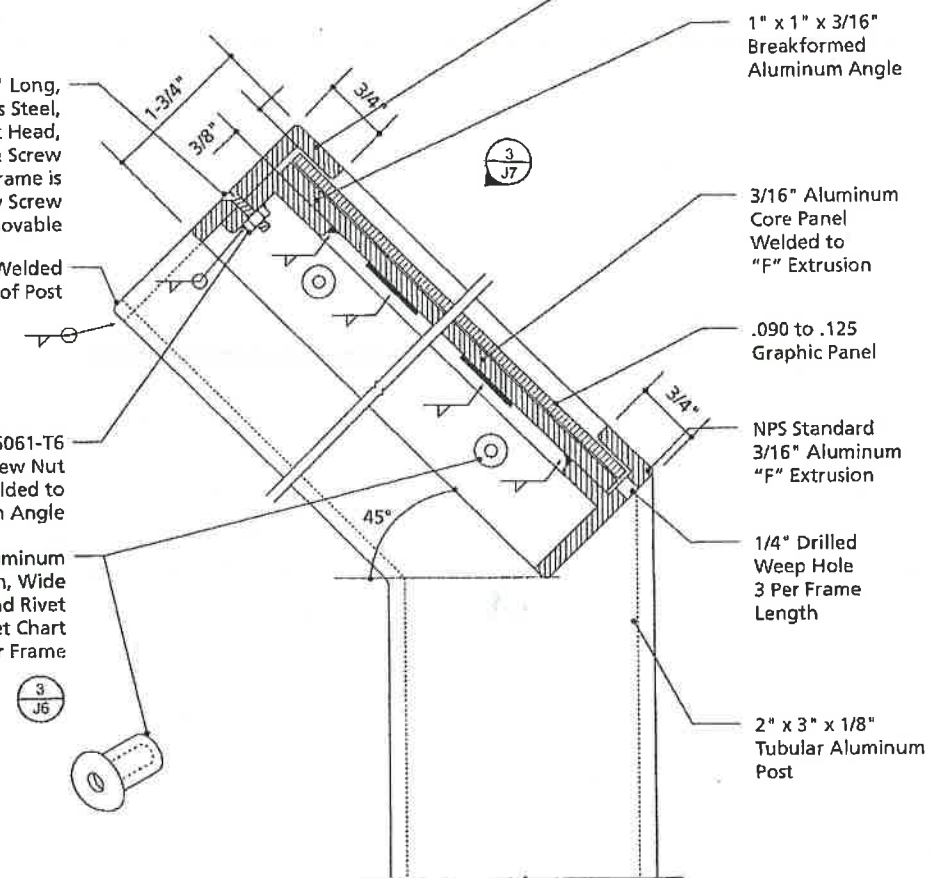 Long,
Steel,
Head,
Screw
rame is
Screw
ovable
Welded
of Post
6061-T6
ew Nut
lded to
Angle
minum
Wide
nd Rivet
et Chart
Frame
3
J6
1-3/4"
3/8"
3/4"
3
J7
45°
3/4"
1" x 1" x 3/16"
Breakformed
Aluminum Angle
3/16" Aluminum
Core Panel
Welded to
"F" Extrusion
.090 to .125
Graphic Panel
NPS Standard
3/16" Aluminum
"F" Extrusion
1/4" Drilled
Weep Hole
3 Per Frame
Length
2" x 3" x 1/8"
Tubular Aluminum
Post